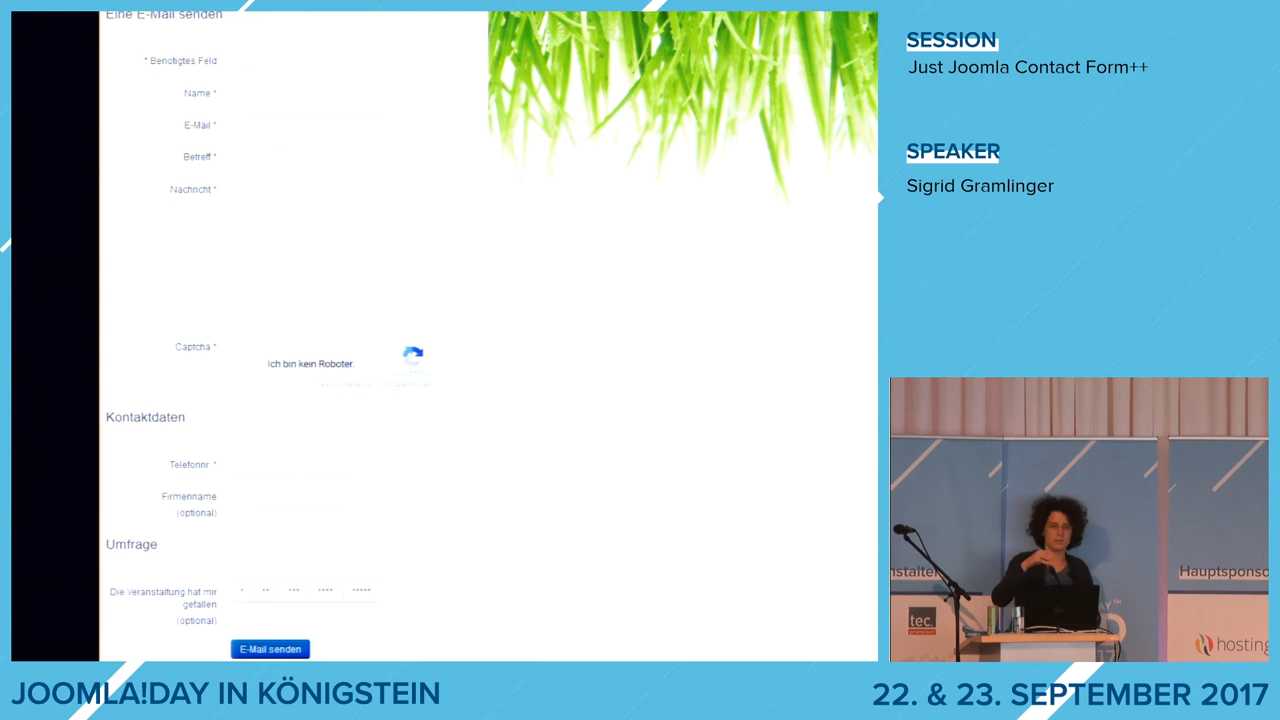 Eine E-Mail senden
* Benötigtes Feld
Name *
E-Mail *
Betreff *
Nachricht *
Captcha *
Ich bin kein Roboter.
Kontaktdaten
Telefonnr. *
Firmenname
(optional)
Umfrage
Die Veranstaltung hat mir
gefallen
(optional)
* ** *** **** *****
E-Mail senden
SESSION
Just Joomla Contact Form++
SPEAKER
Sigrid Gramlinger
nstalter
Hauptsponso
tec.
hosting
JOOMLA!DAY IN KÖNIGSTEIN
22. & 23. SEPTEMBER 2017